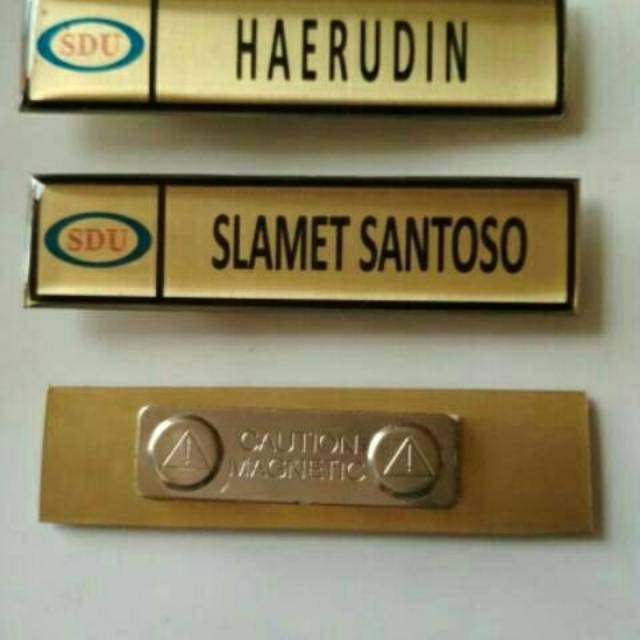 SDU HAERUDIN
SDU SLAMET SANTOSO
CAUTION
MAGNETIC